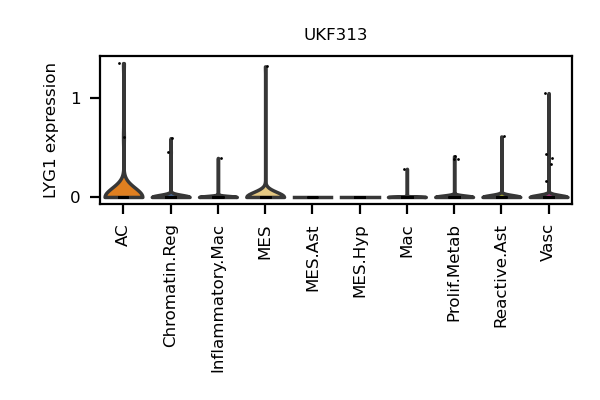 UKF313
LYG1 expression
1
0
AC
Chromatin.Reg
Inflammatory.Mac
MES
MES.Ast
MES.Hyp
Mac
Prolif.Metab
Reactive.Ast
Vasc